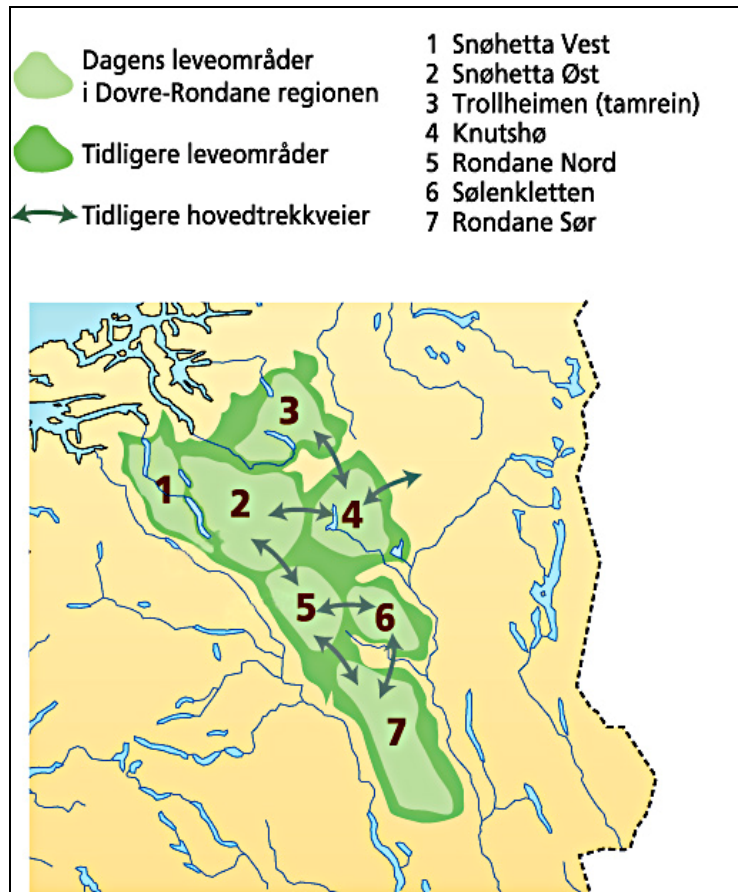 Dagens leveområder
i Dovre-Rondane regionen
Tidligere leveområder
Tidligere hovedtrekkveier
1 Snøhetta Vest
2 Snøhetta Øst
3 Trollheimen (tamrein)
4 Knutshø
5 Rondane Nord
6 Sølenkletten
7 Rondane Sør
3
1
2
4
5
6
7